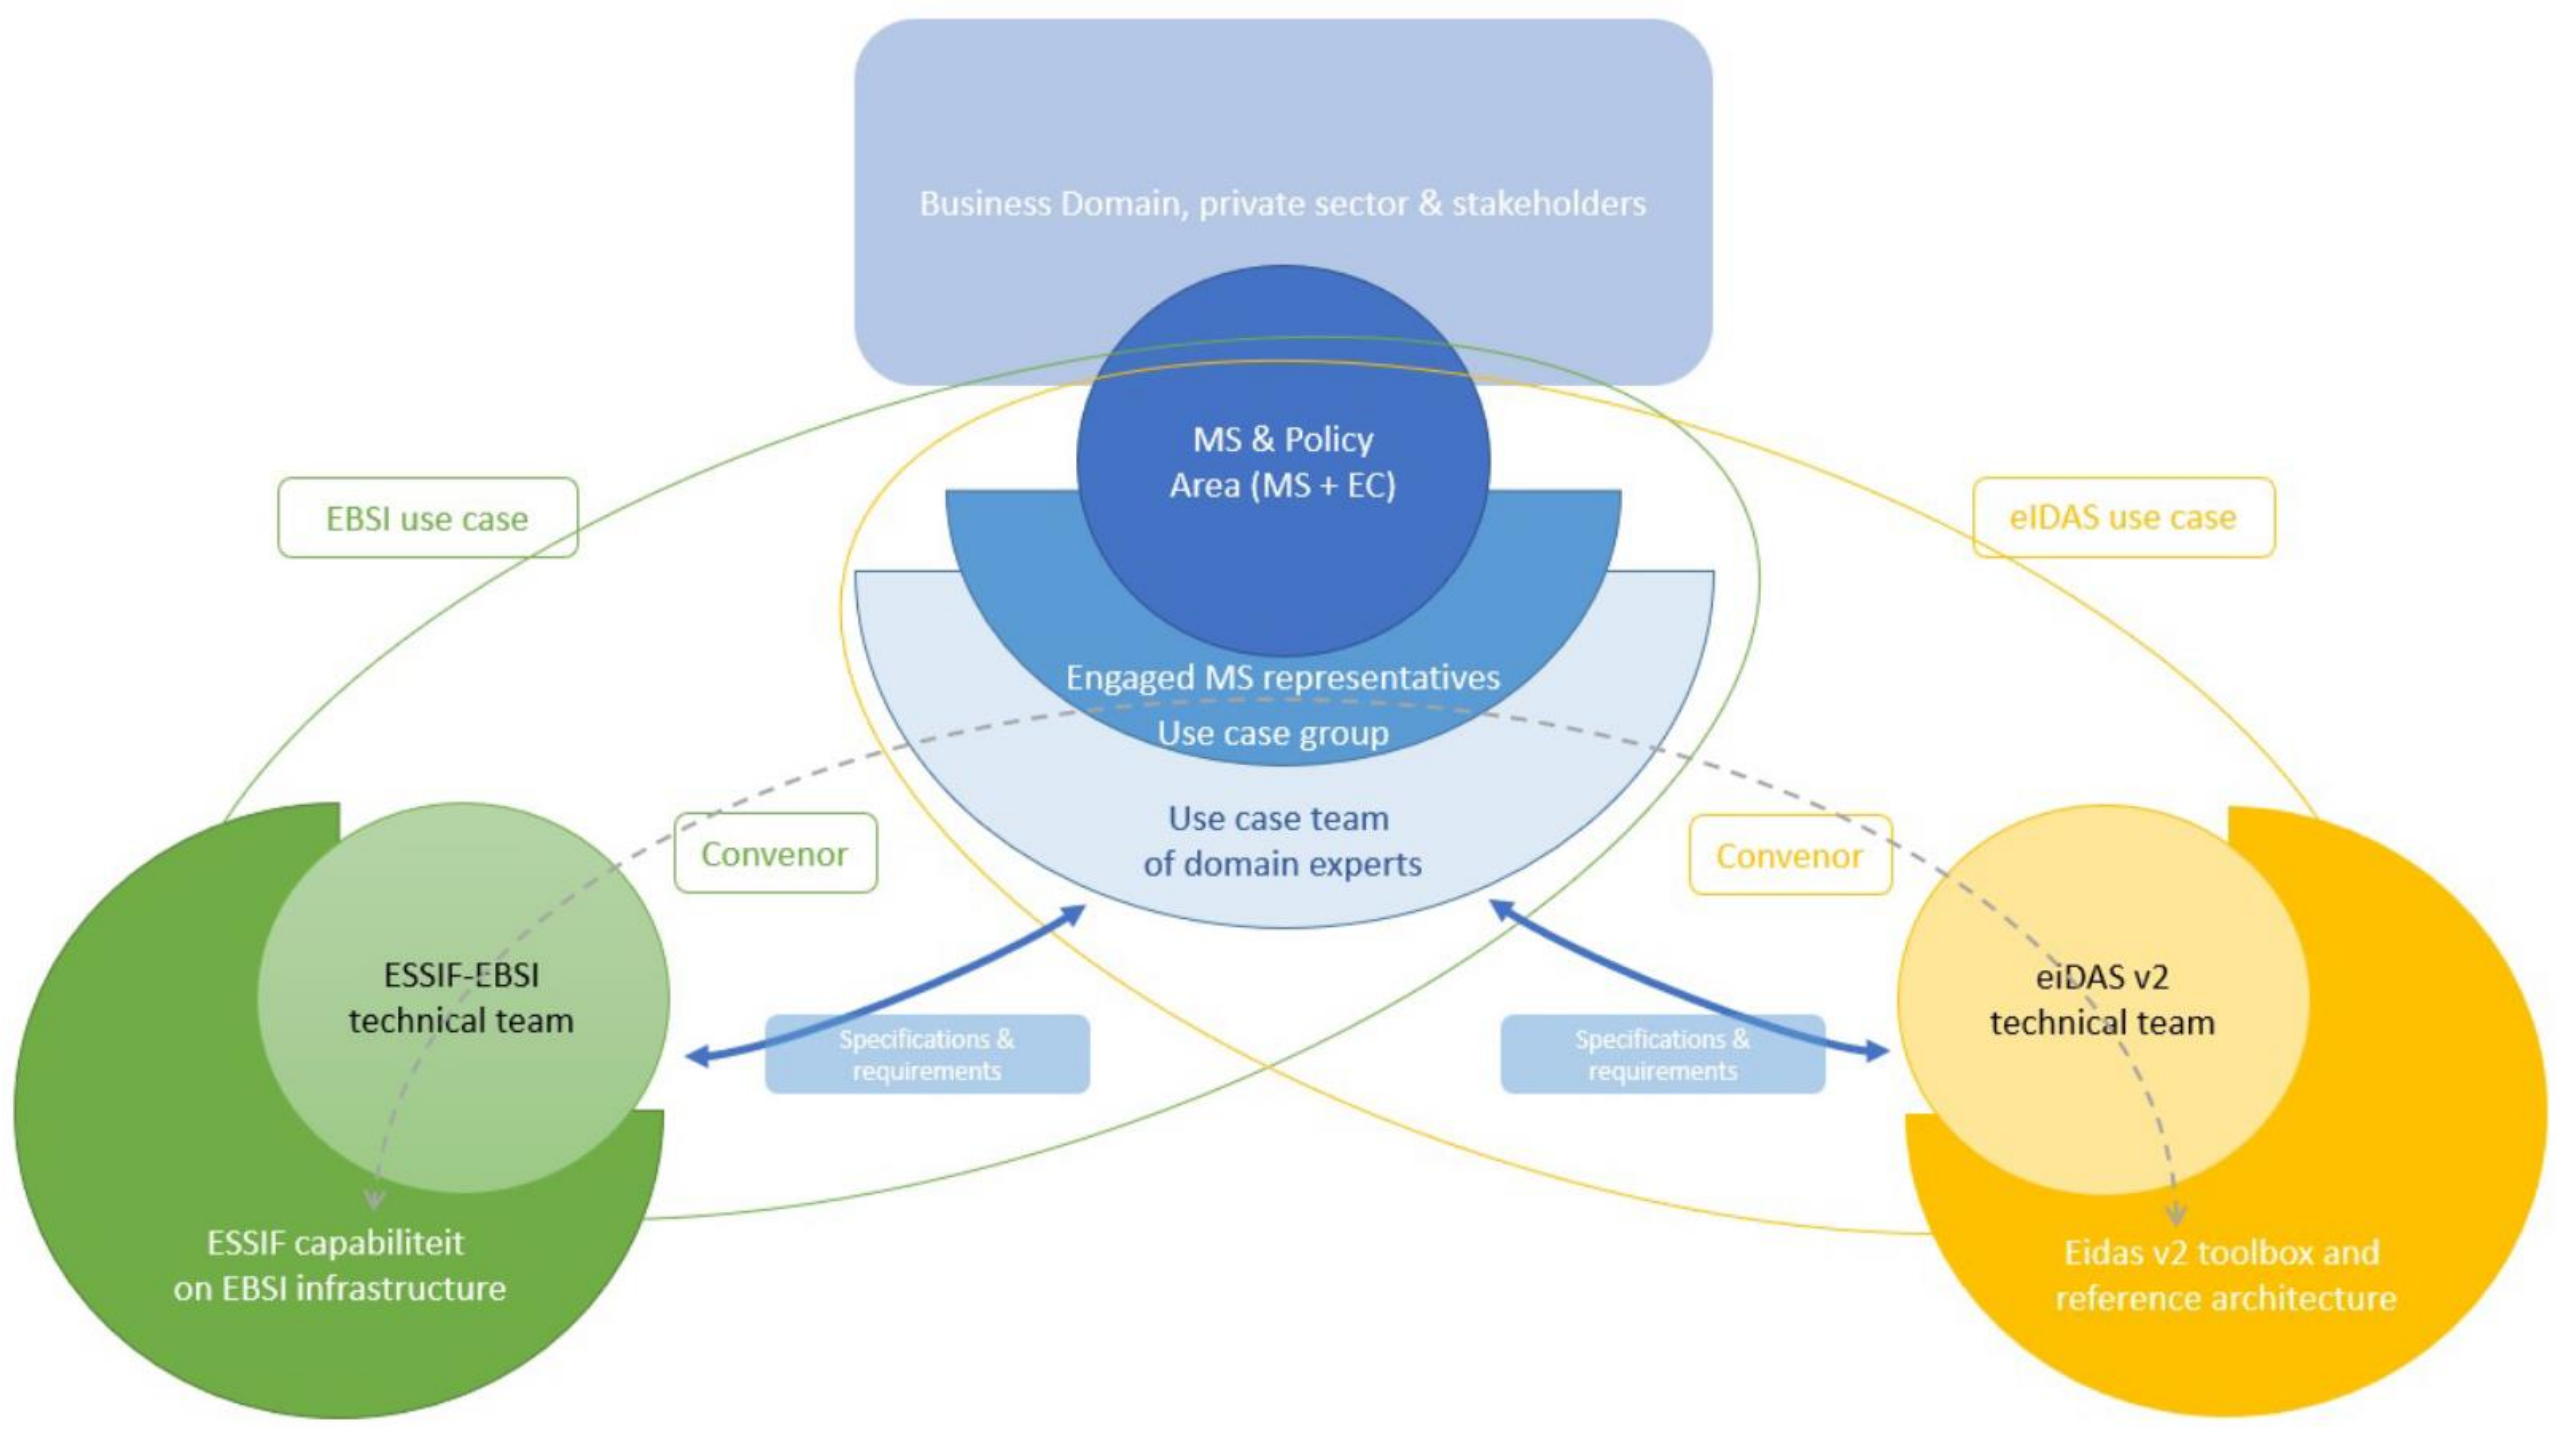 Business Domain, private sector & stakeholders
MS & Policy
Area (MS + EC)
EBSI use case
eIDAS use case
Engaged MS representatives
Use case group
Use case team
of domain experts
Convenor
Convenor
ESSIF-EBSI
technical team
eiDAS v2
technical team
Specifications &
requirements
Specifications &
requirements
ESSIF capabiliteit
on EBSI infrastructure
Eidas v2 toolbox and
reference architecture